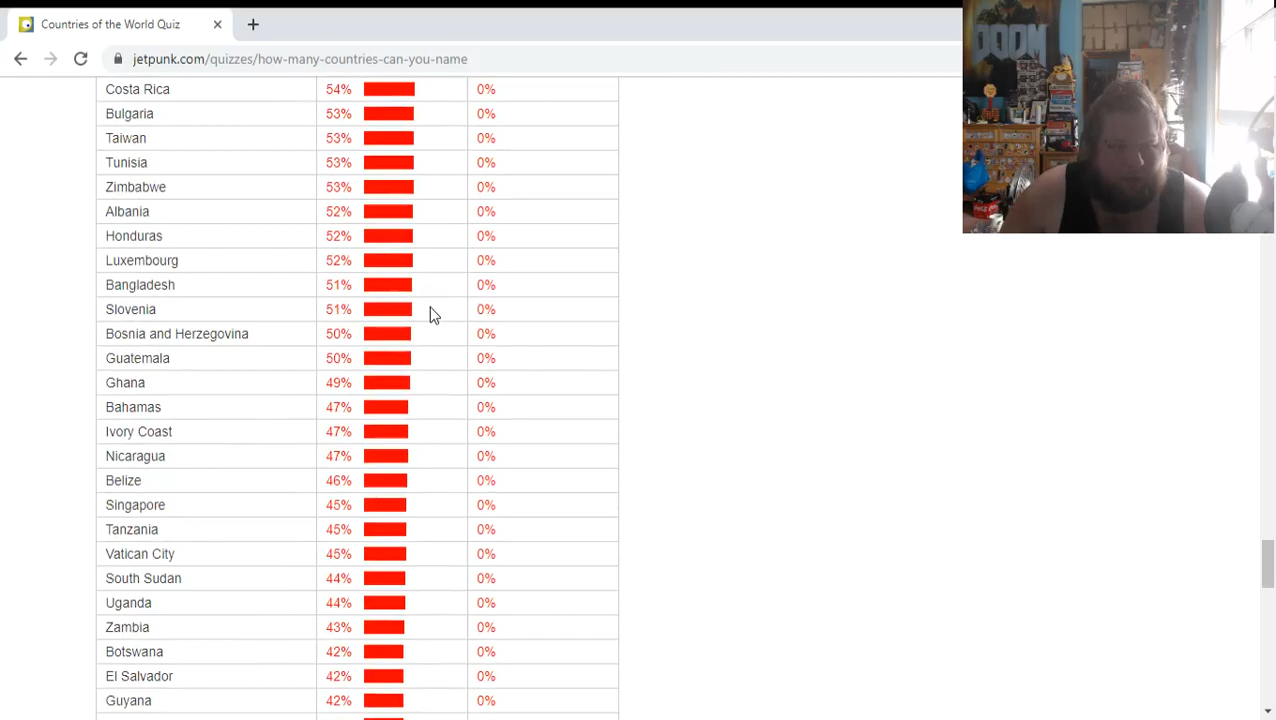 Countries of the World Quiz
jetpunk.com/quizzes/how-many-countries-can-you-name
DOOM
Costa Rica 54% 0%
Bulgaria 53% 0%
Taiwan 53% 0%
Tunisia 53% 0%
Zimbabwe 53% 0%
Albania 52% 0%
Honduras 52% 0%
Luxembourg 52% 0%
Bangladesh 51% 0%
Slovenia 51% 0%
Bosnia and Herzegovina 50% 0%
Guatemala 50% 0%
Ghana 49% 0%
Bahamas 47% 0%
Ivory Coast 47% 0%
Nicaragua 47% 0%
Belize 46% 0%
Singapore 45% 0%
Tanzania 45% 0%
Vatican City 45% 0%
South Sudan 44% 0%
Uganda 44% 0%
Zambia 43% 0%
Botswana 42% 0%
El Salvador 42% 0%
Guyana 42% 0%